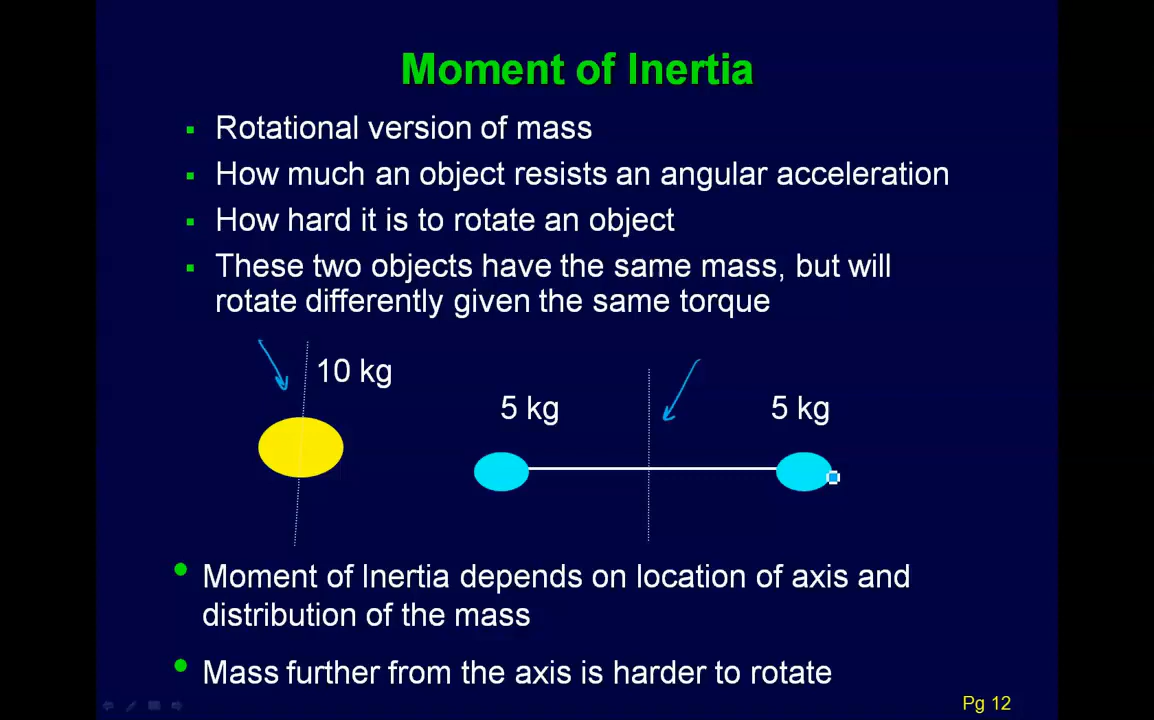 Moment of Inertia
▪ Rotational version of mass
▪ How much an object resists an angular acceleration
▪ How hard it is to rotate an object
▪ These two objects have the same mass, but will
rotate differently given the same torque
10 kg
5 kg
5 kg
• Moment of Inertia depends on location of axis and
distribution of the mass
• Mass further from the axis is harder to rotate
Pg 12